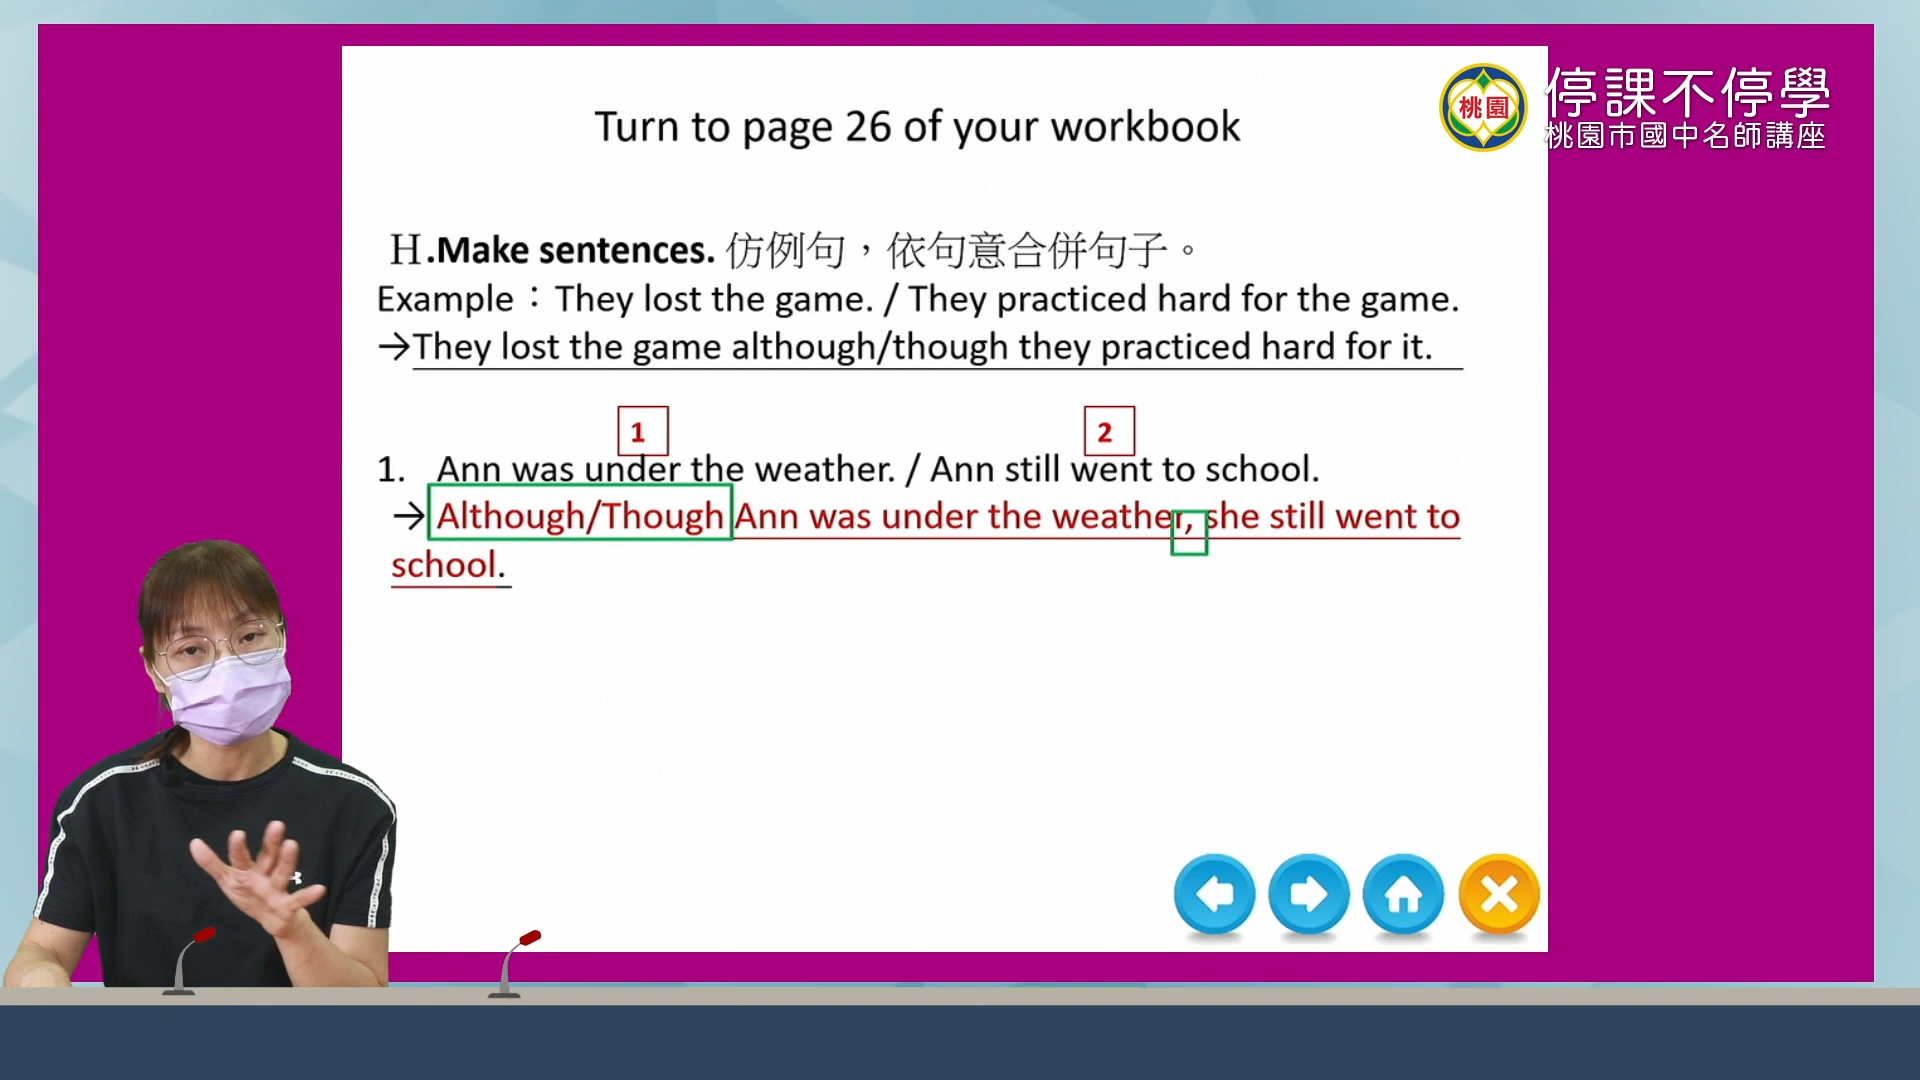 停課不停學
桃園
桃園市國中名師講座
Turn to page 26 of your workbook
H.Make sentences. 仿例句，依句意合併句子。
Example：They lost the game. / They practiced hard for the game.
→They lost the game although/though they practiced hard for it.
1
2
1. Ann was under the weather. / Ann still went to school.
→ Although/Though Ann was under the weather, she still went to
school.